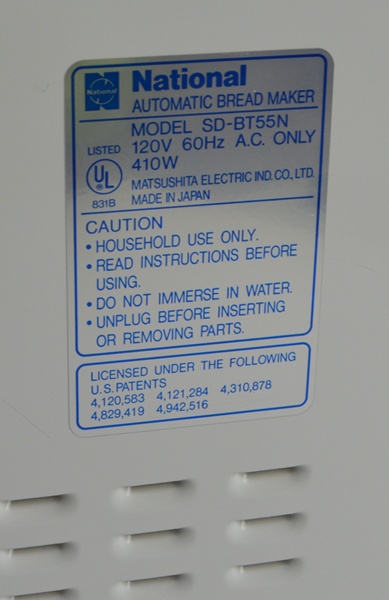 National
National
AUTOMATIC BREAD MAKER
MODEL SD-BT55N
LISTED 120V 60Hz A.C. ONLY
410W
UL
MATSUSHITA ELECTRIC IND. CO., LTD.
831B MADE IN JAPAN
CAUTION
• HOUSEHOLD USE ONLY.
• READ INSTRUCTIONS BEFORE
USING.
• DO NOT IMMERSE IN WATER.
• UNPLUG BEFORE INSERTING
OR REMOVING PARTS.
LICENSED UNDER THE FOLLOWING
U.S. PATENTS
4,120,583 4,121,284 4,310,878
4,829,419 4,942,516